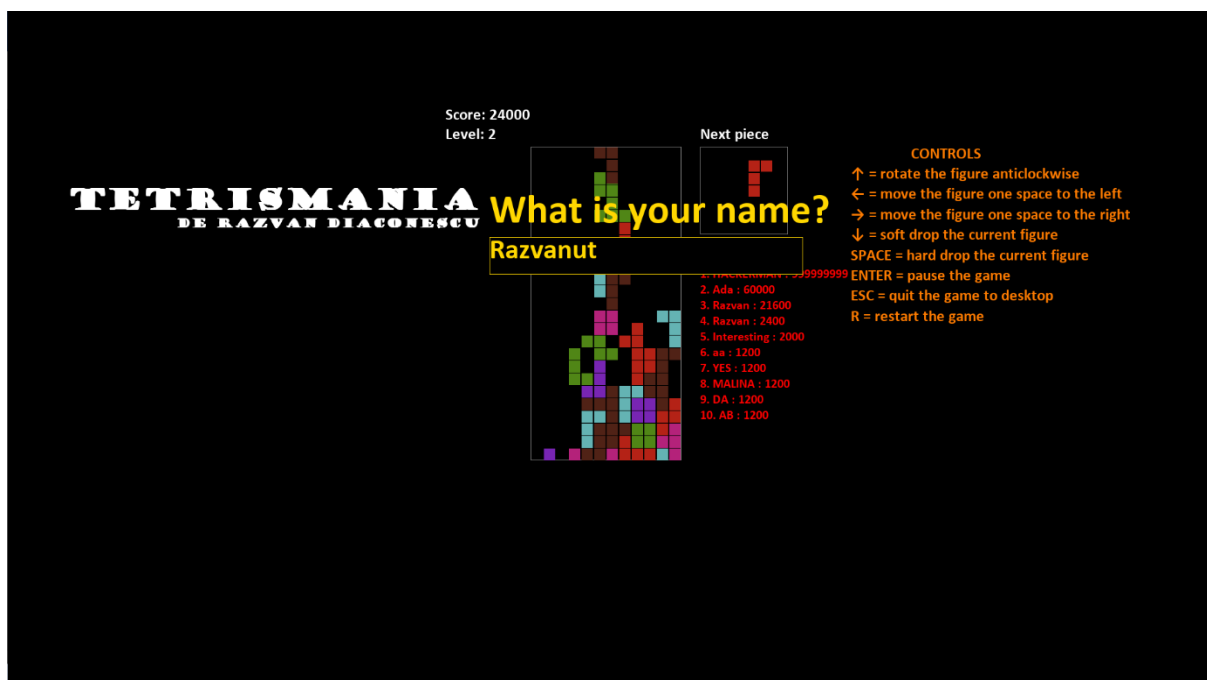 Score: 24000
Level: 2
TETRISMANIA
DE RAZVAN DIACONESCU
What is your name?
Razvanut
Next piece
1. HACKERMAN : 999999999
2. Ada : 60000
3. Razvan : 21600
4. Razvan : 2400
5. Interesting : 2000
6. aa : 1200
7. YES : 1200
8. MALINA : 1200
9. DA : 1200
10. AB : 1200
CONTROLS
↑ = rotate the figure anticlockwise
← = move the figure one space to the left
→ = move the figure one space to the right
↓ = soft drop the current figure
SPACE = hard drop the current figure
ENTER = pause the game
ESC = quit the game to desktop
R = restart the game